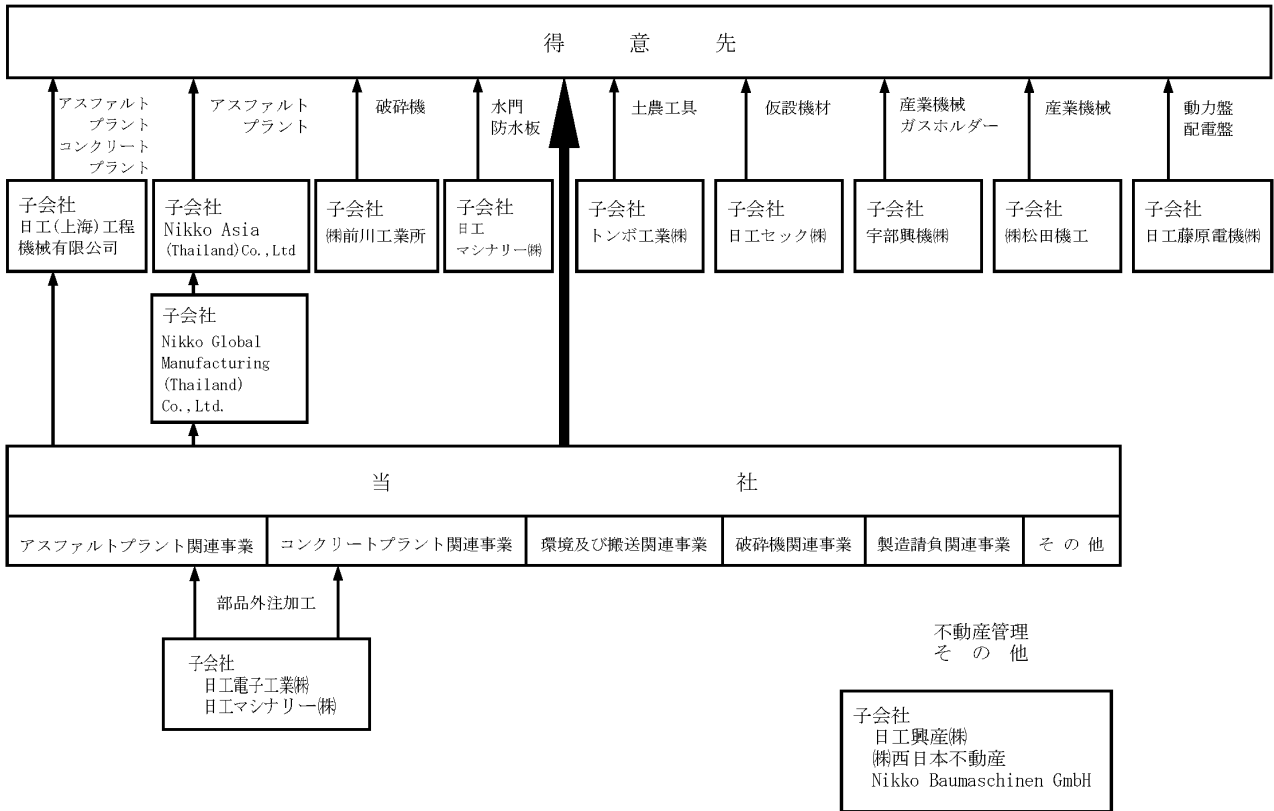 得意先
アスファルト
プラント
コンクリート
プラント
アスファルト
プラント
破砕機
水門
防水板
土農工具
仮設機材
産業機械
ガスホルダー
産業機械
動力盤
配電盤
子会社
日工(上海)工程
機械有限公司
子会社
Nikko Asia
(Thailand)Co.,Ltd
子会社
㈱前川工業所
子会社
日工
マシナリー㈱
子会社
トンボ工業㈱
子会社
日工セック㈱
子会社
宇部興機㈱
子会社
㈱松田機工
子会社
日工藤原電機㈱
子会社
Nikko Global
Manufacturing
(Thailand)
Co.,Ltd.
当社
アスファルトプラント関連事業
コンクリートプラント関連事業
環境及び搬送関連事業
破砕機関連事業
製造請負関連事業
その他
部品外注加工
子会社
日工電子工業㈱
日工マシナリー㈱
不動産管理
その他
子会社
日工興産㈱
㈱西日本不動産
Nikko Baumaschinen GmbH